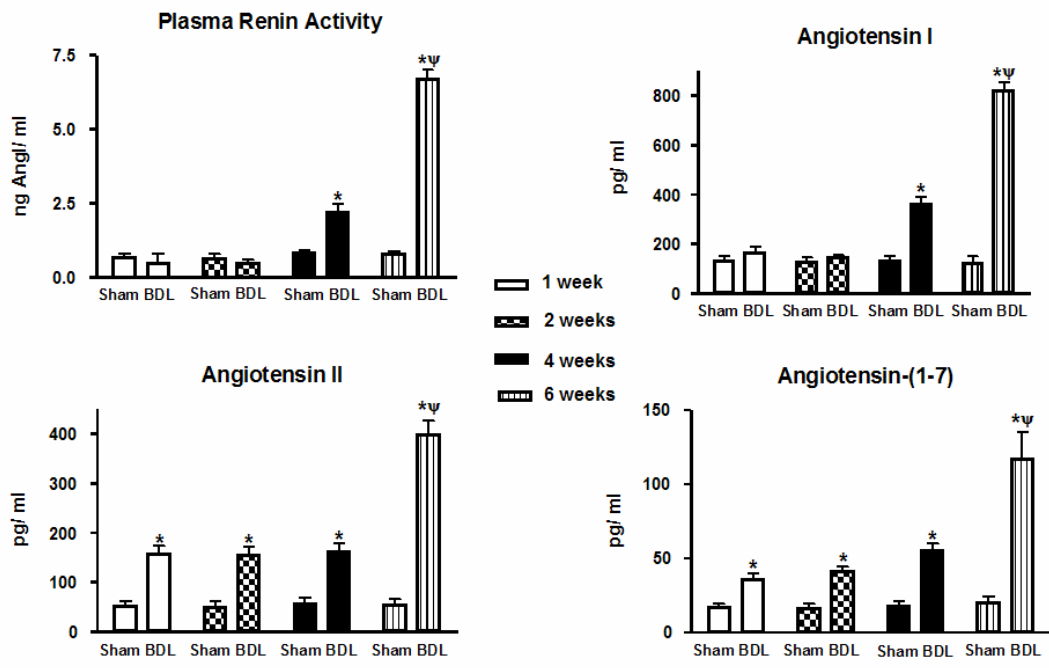 Plasma Renin Activity
7.5
5.0
2.5
0.0
ng AngI/ ml
*
*ψ
Sham BDL Sham BDL Sham BDL Sham BDL
Angiotensin I
800
600
400
200
0
pg/ ml
*
*ψ
Sham BDL Sham BDL Sham BDL Sham BDL
1 week
2 weeks
4 weeks
6 weeks
Angiotensin II
400
300
200
100
0
pg/ ml
*
*
*
*ψ
Sham BDL Sham BDL Sham BDL Sham BDL
Angiotensin-(1-7)
150
100
50
0
pg/ ml
*
*
*
*ψ
Sham BDL Sham BDL Sham BDL Sham BDL